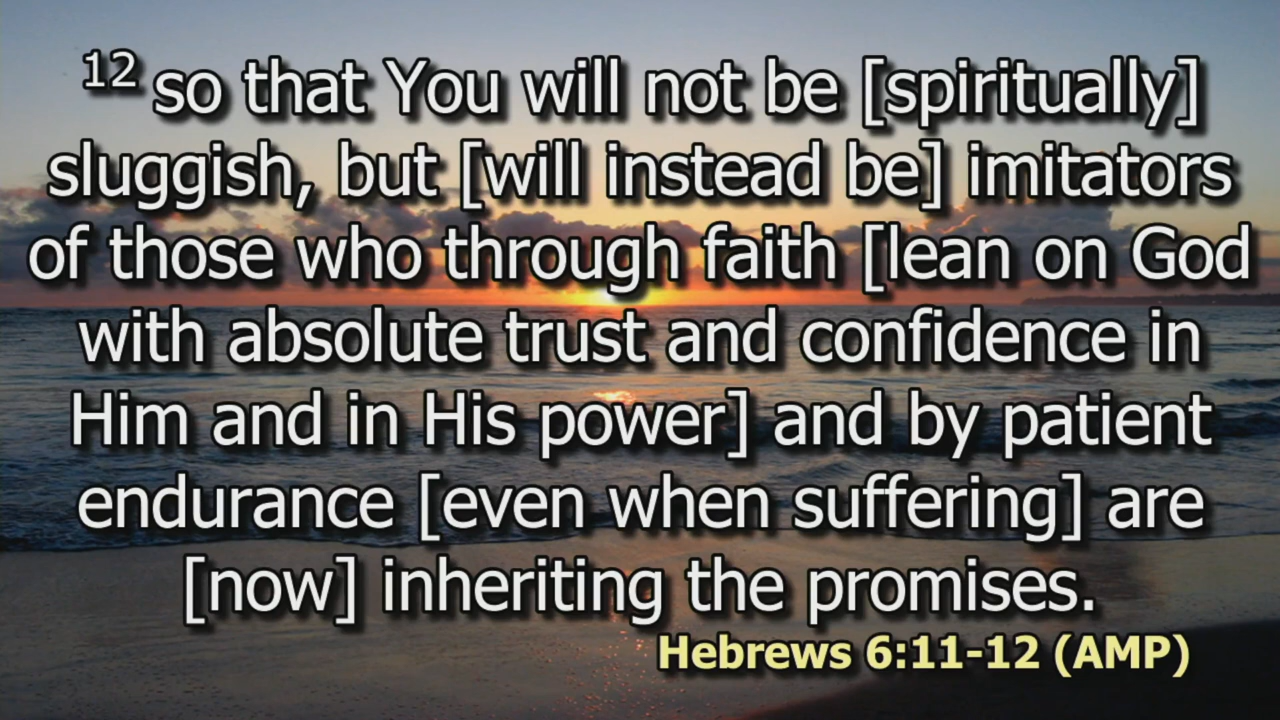 12 so that You will not be [spiritually]
sluggish, but [will instead be] imitators
of those who through faith [lean on God
with absolute trust and confidence in
Him and in His power] and by patient
endurance [even when suffering] are
[now] inheriting the promises.
Hebrews 6:11-12 (AMP)